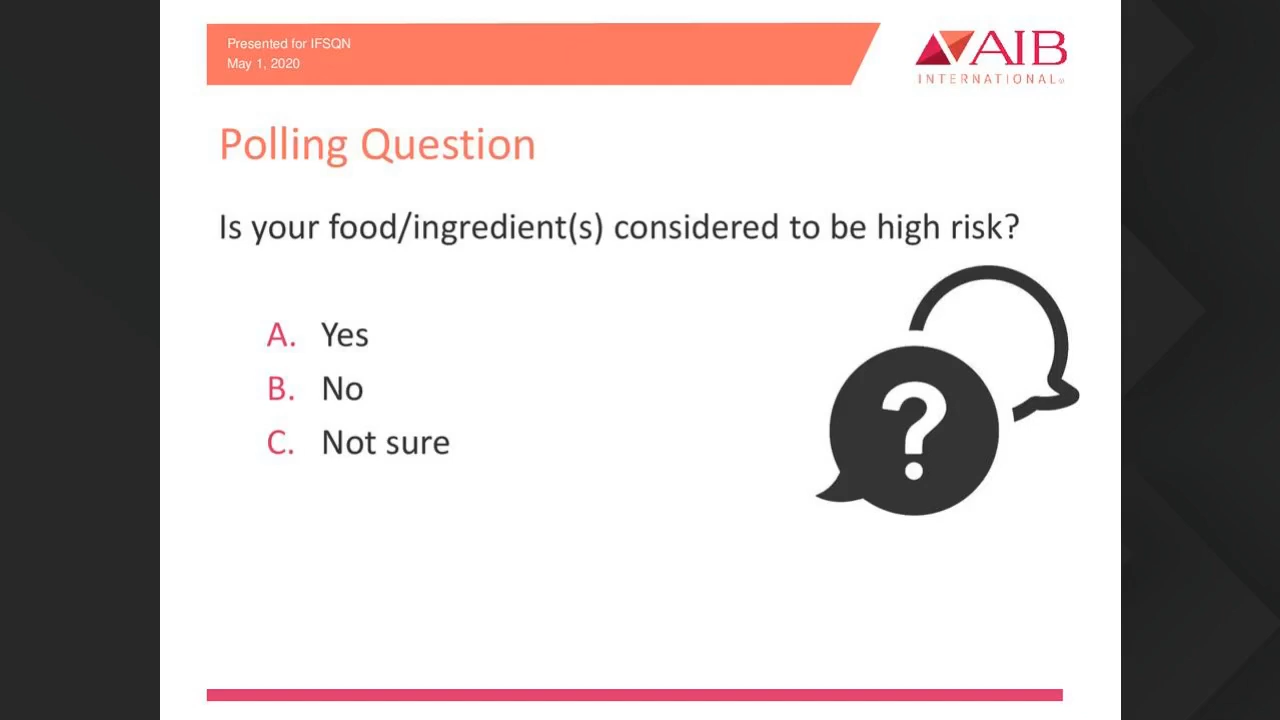 Presented for IFSQN
May 1, 2020
AIB
INTERNATIONAL®
Polling Question
Is your food/ingredient(s) considered to be high risk?
A. Yes
B. No
C. Not sure
?